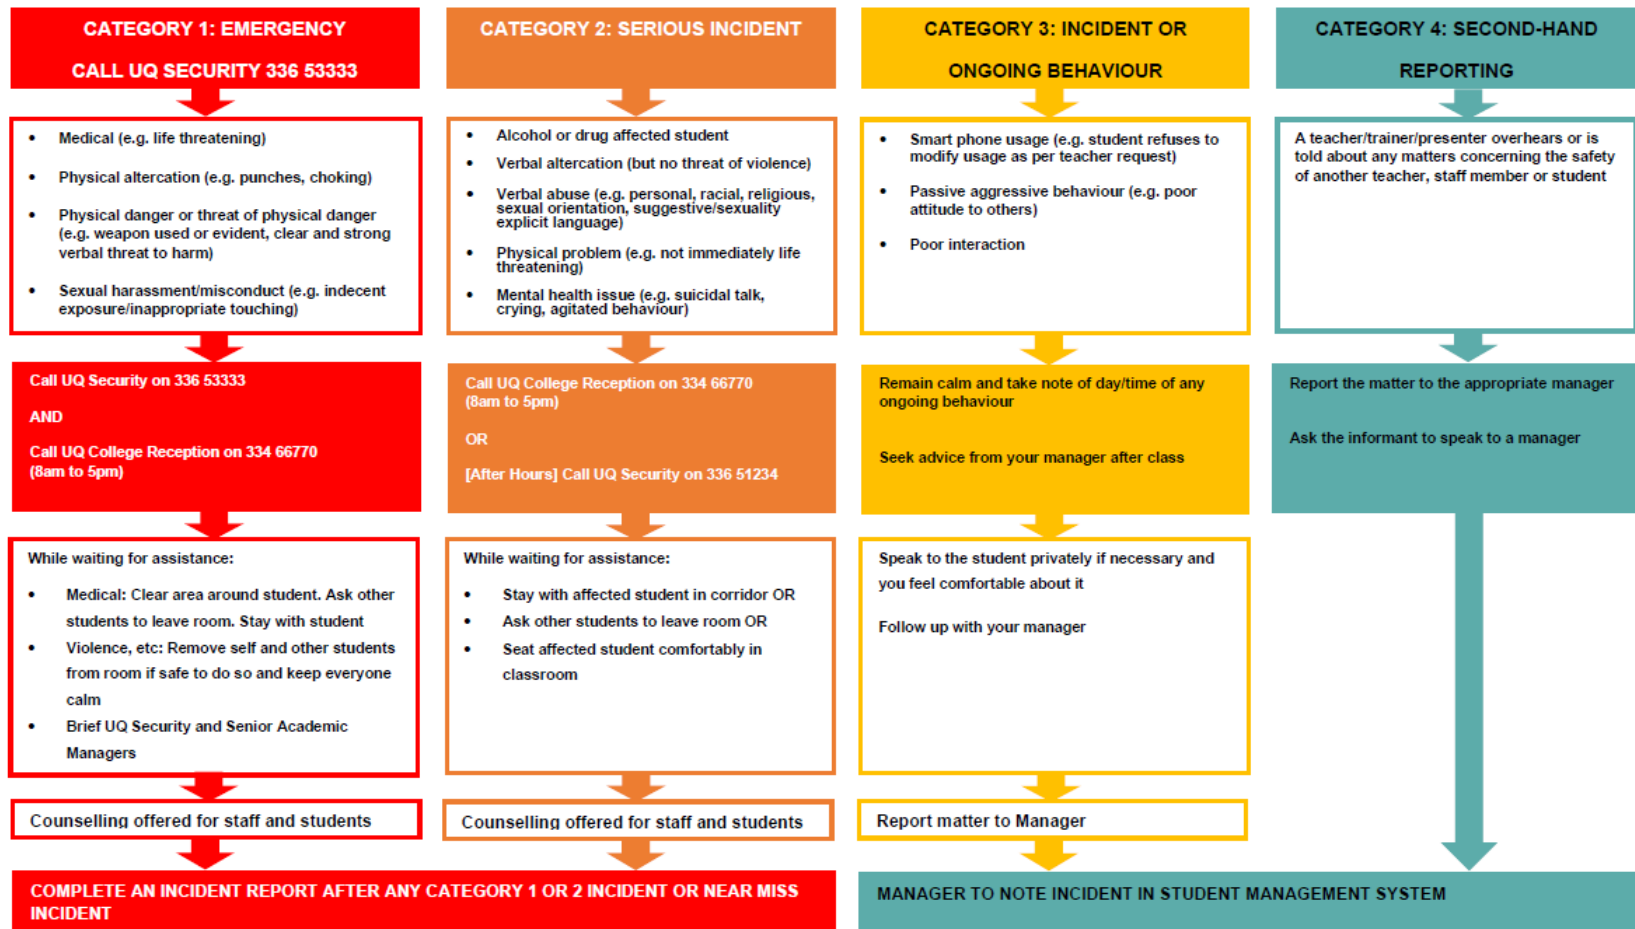 CATEGORY 1: EMERGENCY
CALL UQ SECURITY 336 53333
• Medical (e.g. life threatening)
• Physical altercation (e.g. punches, choking)
• Physical danger or threat of physical danger
(e.g. weapon used or evident, clear and strong
verbal threat to harm)
• Sexual harassment/misconduct (e.g. indecent
exposure/inappropriate touching)
Call UQ Security on 336 53333
AND
Call UQ College Reception on 334 66770
(8am to 5pm)
While waiting for assistance:
• Medical: Clear area around student. Ask other
students to leave room. Stay with student
• Violence, etc: Remove self and other students
from room if safe to do so and keep everyone
calm
• Brief UQ Security and Senior Academic
Managers
Counselling offered for staff and students
CATEGORY 2: SERIOUS INCIDENT
• Alcohol or drug affected student
• Verbal altercation (but no threat of violence)
• Verbal abuse (e.g. personal, racial, religious,
sexual orientation, suggestive/sexuality
explicit language)
• Physical problem (e.g. not immediately life
threatening)
• Mental health issue (e.g. suicidal talk,
crying, agitated behaviour)
Call UQ College Reception on 334 66770
(8am to 5pm)
OR
[After Hours] Call UQ Security on 336 51234
While waiting for assistance:
• Stay with affected student in corridor OR
• Ask other students to leave room OR
• Seat affected student comfortably in
classroom
Counselling offered for staff and students
COMPLETE AN INCIDENT REPORT AFTER ANY CATEGORY 1 OR 2 INCIDENT OR NEAR MISS
INCIDENT
CATEGORY 3: INCIDENT OR
ONGOING BEHAVIOUR
• Smart phone usage (e.g. student refuses to
modify usage as per teacher request)
• Passive aggressive behaviour (e.g. poor
attitude to others)
• Poor interaction
Remain calm and take note of day/time of any
ongoing behaviour
Seek advice from your manager after class
Speak to the student privately if necessary and
you feel comfortable about it
Follow up with your manager
Report matter to Manager
CATEGORY 4: SECOND-HAND
REPORTING
A teacher/trainer/presenter overhears or is
told about any matters concerning the safety
of another teacher, staff member or student
Report the matter to the appropriate manager
Ask the informant to speak to a manager
MANAGER TO NOTE INCIDENT IN STUDENT MANAGEMENT SYSTEM